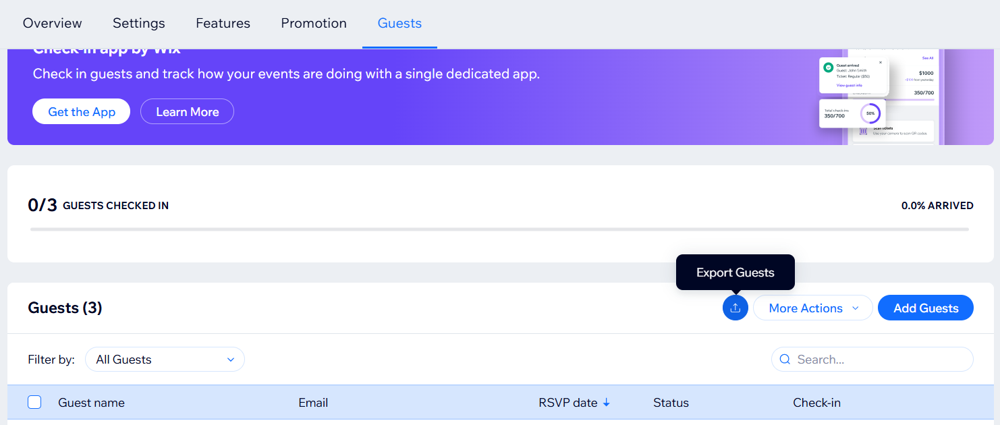 Overview Settings Features Promotion Guests
Check-in app by Wix
Check in guests and track how your events are doing with a single dedicated app.
Get the App Learn More
See All
Guest arrived
Guest: John Smith
Ticket: Regular ($50)
View guest info
$1000
+$100 from yesterday
350/700
Total check-ins
350/700
50%
Scan tickets
Use your camera to scan QR codes.
0/3 GUESTS CHECKED IN 0.0% ARRIVED
Export Guests
Guests (3) More Actions Add Guests
Filter by: All Guests Search...
Guest name Email RSVP date Status Check-in